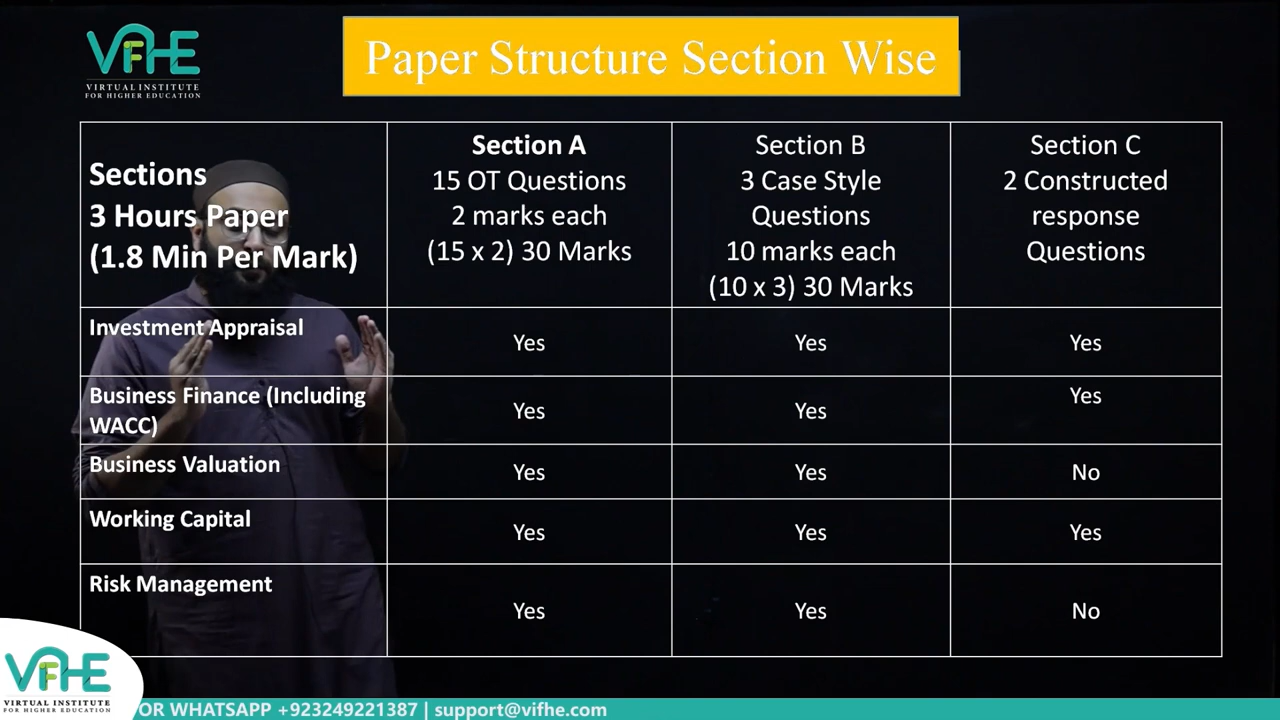 VFHE
VIRTUAL INSTITUTE
FOR HIGHER EDUCATION
Paper Structure Section Wise
Sections
3 Hours Paper
(1.8 Min Per Mark)
Section A
15 OT Questions
2 marks each
(15 x 2) 30 Marks
Section B
3 Case Style
Questions
10 marks each
(10 x 3) 30 Marks
Section C
2 Constructed
response
Questions
Investment Appraisal
Yes
Yes
Yes
Business Finance (Including
WACC)
Yes
Yes
Yes
Business Valuation
Yes
Yes
No
Working Capital
Yes
Yes
Yes
Risk Management
Yes
Yes
No
VFHE
VIRTUAL INSTITUTE
FOR HIGHER EDUCATION
OR WHATSAPP +923249221387 | support@vifhe.com